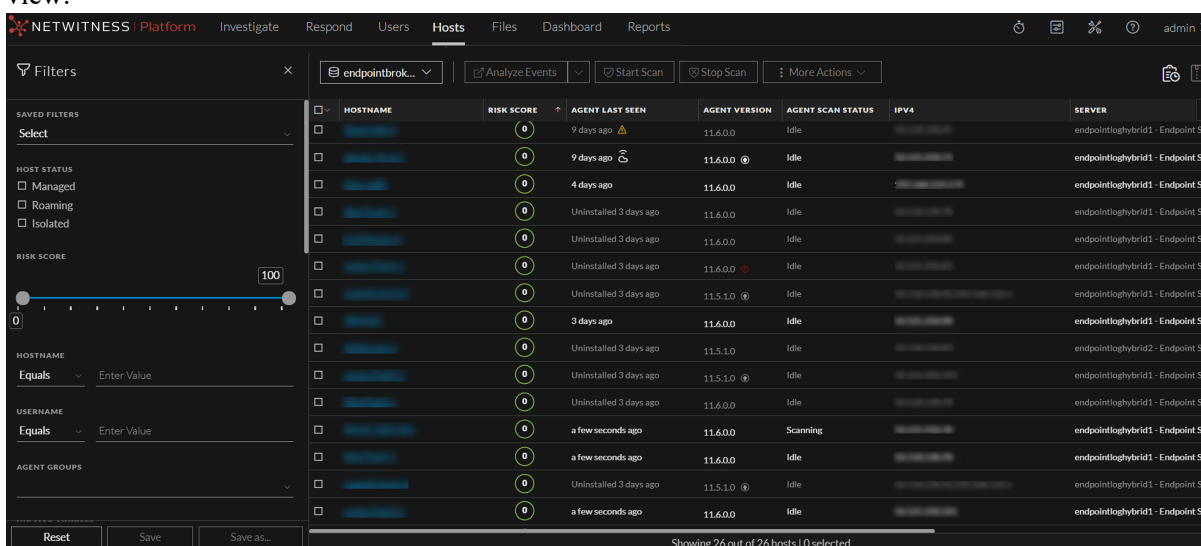 view.
NETWITNESS | Platform Investigate Respond Users Hosts Files Dashboard Reports admin
Filters
endpointbrok... Analyze Events Start Scan Stop Scan More Actions
SAVED FILTERS
Select
HOST STATUS
Managed
Roaming
Isolated
RISK SCORE
100
0
HOSTNAME
Equals Enter Value
USERNAME
Equals Enter Value
AGENT GROUPS
Reset Save Save as...
HOSTNAME RISK SCORE AGENT LAST SEEN AGENT VERSION AGENT SCAN STATUS IPV4 SERVER
0 9 days ago 11.6.0.0 Idle endpointloghybrid1 - Endpoint S
0 9 days ago 11.6.0.0 Idle endpointloghybrid1 - Endpoint S
0 4 days ago 11.6.0.0 Idle endpointloghybrid1 - Endpoint S
0 Uninstalled 3 days ago 11.6.0.0 Idle endpointloghybrid1 - Endpoint S
0 Uninstalled 3 days ago 11.6.0.0 Idle endpointloghybrid1 - Endpoint S
0 Uninstalled 3 days ago 11.6.0.0 Idle endpointloghybrid1 - Endpoint S
0 Uninstalled 3 days ago 11.5.1.0 Idle endpointloghybrid1 - Endpoint S
0 3 days ago 11.6.0.0 Idle endpointloghybrid1 - Endpoint S
0 Uninstalled 3 days ago 11.5.1.0 Idle endpointloghybrid2 - Endpoint S
0 Uninstalled 3 days ago 11.5.1.0 Idle endpointloghybrid1 - Endpoint S
0 Uninstalled 3 days ago 11.6.0.0 Idle endpointloghybrid1 - Endpoint S
0 a few seconds ago 11.6.0.0 Scanning endpointloghybrid1 - Endpoint S
0 a few seconds ago 11.6.0.0 Idle endpointloghybrid1 - Endpoint S
0 Uninstalled 3 days ago 11.5.1.0 Idle endpointloghybrid1 - Endpoint S
0 a few seconds ago 11.6.0.0 Idle endpointloghybrid1 - Endpoint S
Showing 26 out of 26 hosts | 0 selected